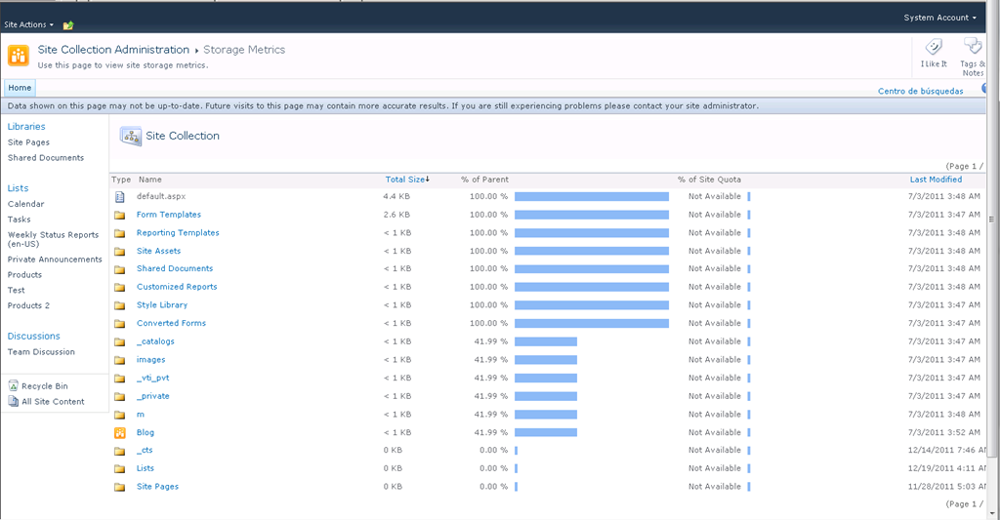 Site Actions
System Account
Site Collection Administration › Storage Metrics
Use this page to view site storage metrics.
I Like It
Tags &
Notes
Home
Centro de búsquedas
Data shown on this page may not be up-to-date. Future visits to this page may contain more accurate results. If you are still experiencing problems please contact your site administrator.
Libraries
Site Pages
Shared Documents
Lists
Calendar
Tasks
Weekly Status Reports
(en-US)
Private Announcements
Products
Test
Products 2
Discussions
Team Discussion
Recycle Bin
All Site Content
Site Collection
(Page 1 /
Type Name Total Size % of Parent % of Site Quota Last Modified
default.aspx 4.4 KB 100.00 % Not Available 7/3/2011 3:48 AM
Form Templates 2.6 KB 100.00 % Not Available 7/3/2011 3:47 AM
Reporting Templates < 1 KB 100.00 % Not Available 7/3/2011 3:48 AM
Site Assets < 1 KB 100.00 % Not Available 7/3/2011 3:48 AM
Shared Documents < 1 KB 100.00 % Not Available 7/3/2011 3:48 AM
Customized Reports < 1 KB 100.00 % Not Available 7/3/2011 3:48 AM
Style Library < 1 KB 100.00 % Not Available 7/3/2011 3:47 AM
Converted Forms < 1 KB 100.00 % Not Available 7/3/2011 3:47 AM
_catalogs < 1 KB 41.99 % Not Available 7/3/2011 3:47 AM
images < 1 KB 41.99 % Not Available 7/3/2011 3:47 AM
_vti_pvt < 1 KB 41.99 % Not Available 7/3/2011 3:47 AM
_private < 1 KB 41.99 % Not Available 7/3/2011 3:47 AM
m < 1 KB 41.99 % Not Available 7/3/2011 3:48 AM
Blog < 1 KB 41.99 % Not Available 7/3/2011 3:52 AM
_cts 0 KB 0.00 % Not Available 12/14/2011 7:46 AM
Lists 0 KB 0.00 % Not Available 12/19/2011 4:11 AM
Site Pages 0 KB 0.00 % Not Available 11/28/2011 5:03 AM
(Page 1 /